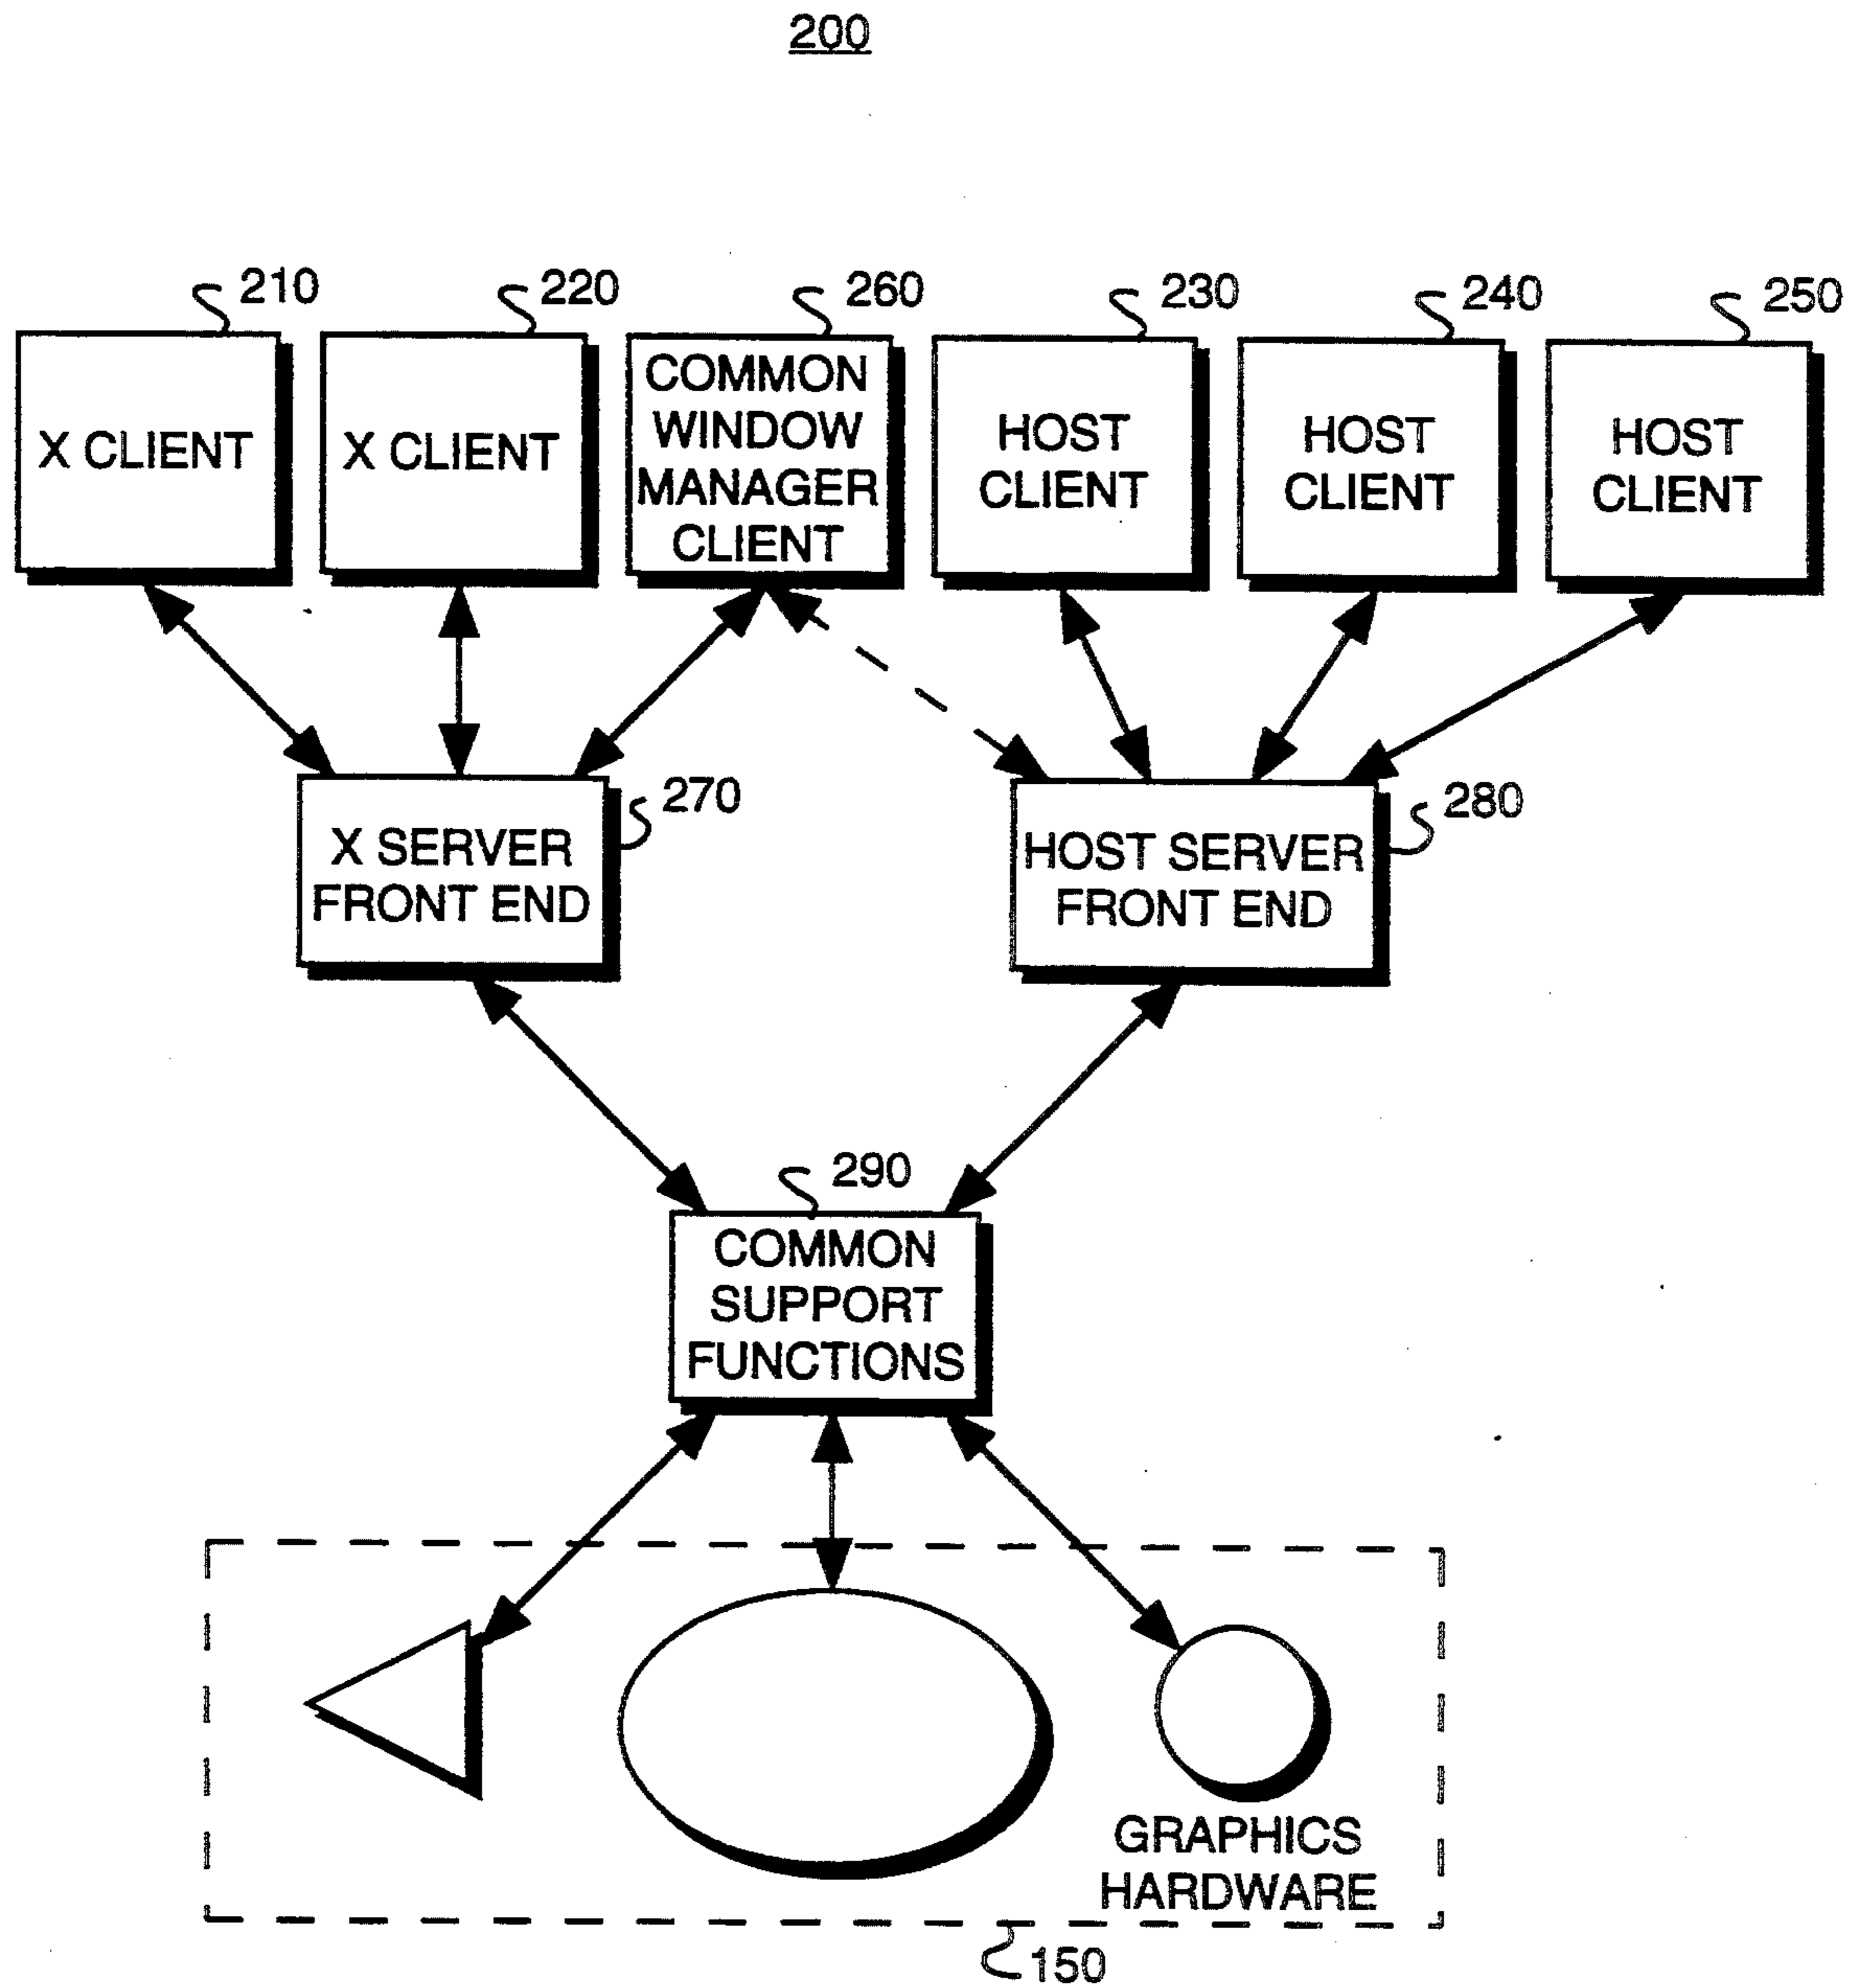 200
210
220
260
230
240
250
X CLIENT
X CLIENT
COMMON
WINDOW
MANAGER
CLIENT
HOST
CLIENT
HOST
CLIENT
HOST
CLIENT
270
280
X SERVER
FRONT END
HOST SERVER
FRONT END
290
COMMON
SUPPORT
FUNCTIONS
GRAPHICS
HARDWARE
150